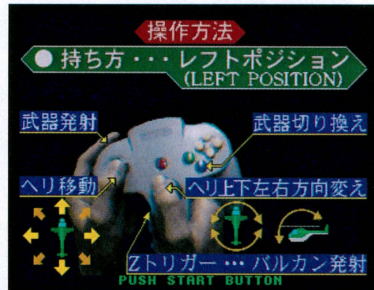 操作方法
● 持ち方・・・レフトポジション
(LEFT POSITION)
武器発射
武器切り換え
ヘリ移動
ヘリ上下左右方向変え
Zトリガー・・・バルカン発射
PUSH START BUTTON